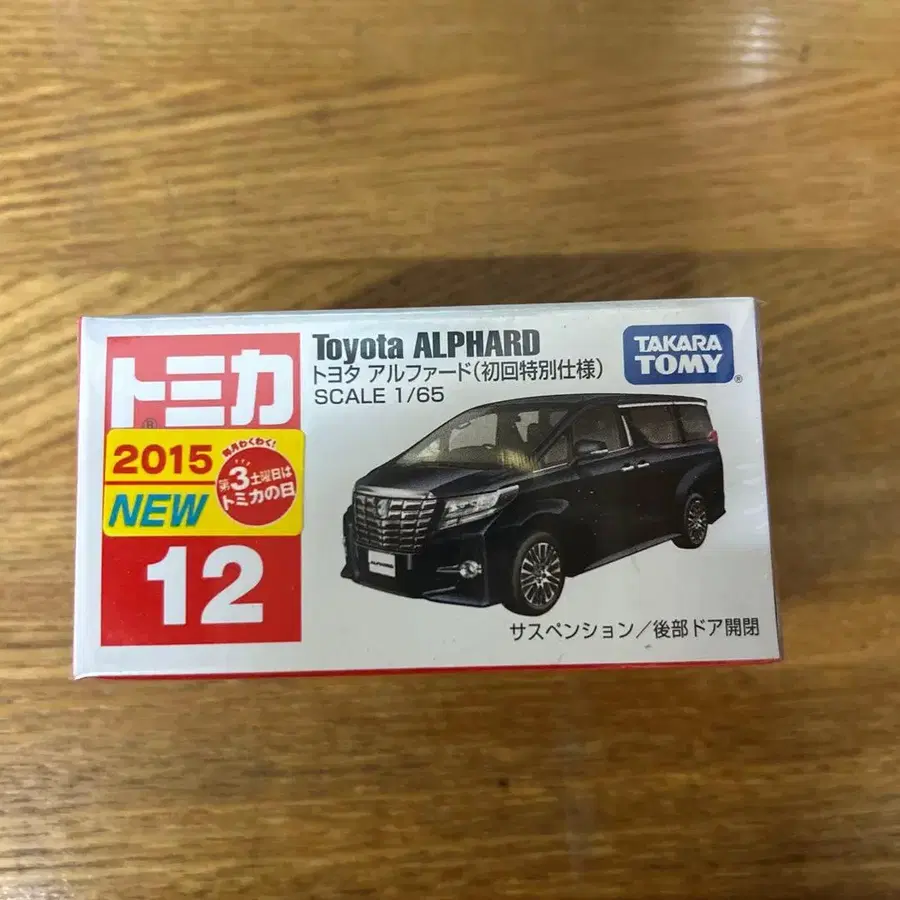 トミカ®
2015
NEW
毎月わくわく!
第3土曜日は
トミカの日
12
Toyota ALPHARD
トヨタ アルファード(初回特別仕様)
SCALE 1/65
TAKARA
TOMY®
ALPHARD
サスペンション/後部ドア開閉